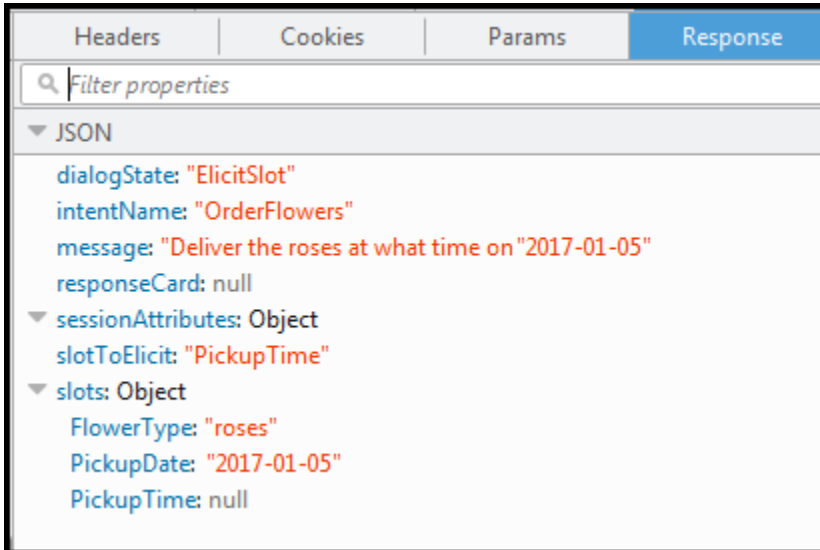 Headers Cookies Params Response
Filter properties
JSON
dialogState: "ElicitSlot"
intentName: "OrderFlowers"
message: "Deliver the roses at what time on "2017-01-05"
responseCard: null
sessionAttributes: Object
slotToElicit: "PickupTime"
slots: Object
FlowerType: "roses"
PickupDate: "2017-01-05"
PickupTime: null